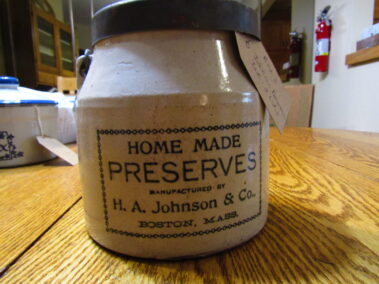 HOME MADE
PRESERVES
MANUFACTURED BY
H. A. Johnson & Co.,
BOSTON, MASS.